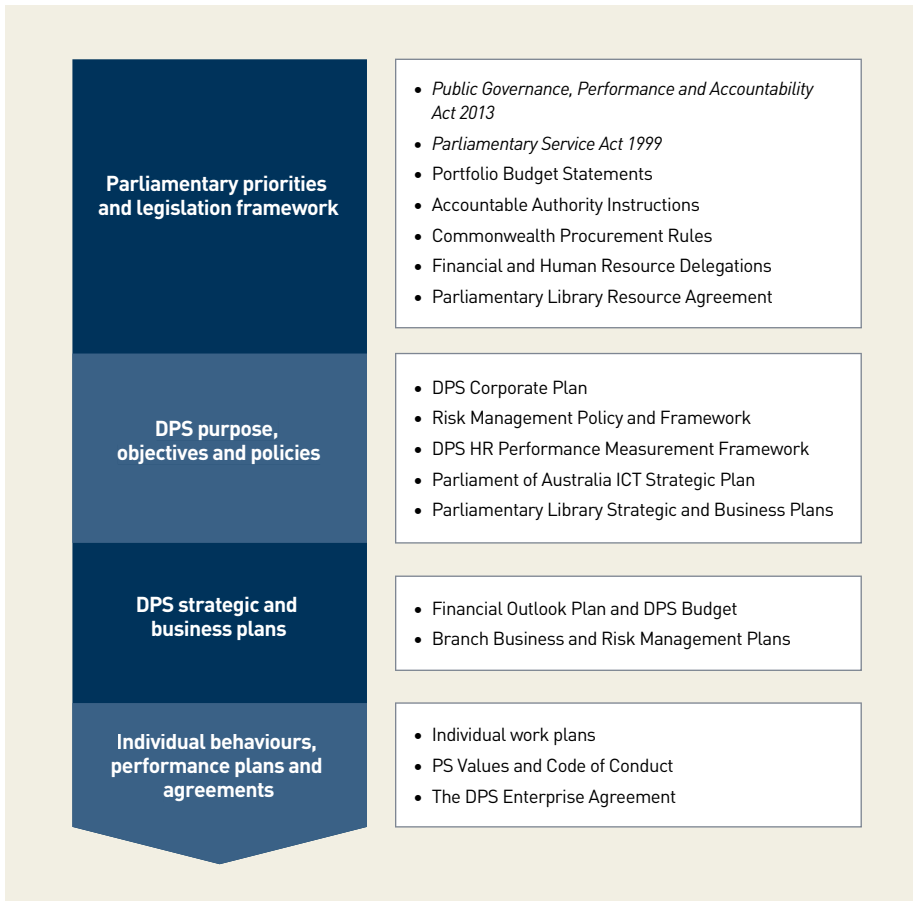 Parliamentary priorities
and legislation framework
• Public Governance, Performance and Accountability
Act 2013
• Parliamentary Service Act 1999
• Portfolio Budget Statements
• Accountable Authority Instructions
• Commonwealth Procurement Rules
• Financial and Human Resource Delegations
• Parliamentary Library Resource Agreement
DPS purpose,
objectives and policies
• DPS Corporate Plan
• Risk Management Policy and Framework
• DPS HR Performance Measurement Framework
• Parliament of Australia ICT Strategic Plan
• Parliamentary Library Strategic and Business Plans
DPS strategic and
business plans
• Financial Outlook Plan and DPS Budget
• Branch Business and Risk Management Plans
Individual behaviours,
performance plans and
agreements
• Individual work plans
• PS Values and Code of Conduct
• The DPS Enterprise Agreement